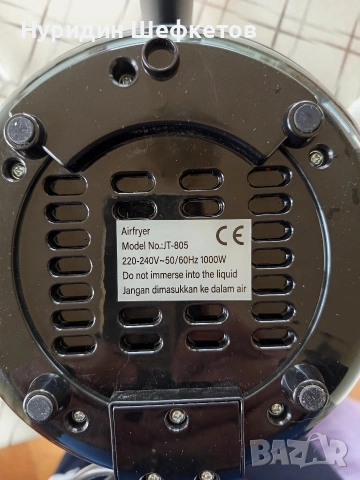 Нуридин Шефкетов
Airfryer
Model No.:JT-805
220-240V~50/60Hz 1000W
Do not immerse into the liquid
Jangan dimasukkan ke dalam air
CE
BAZAR